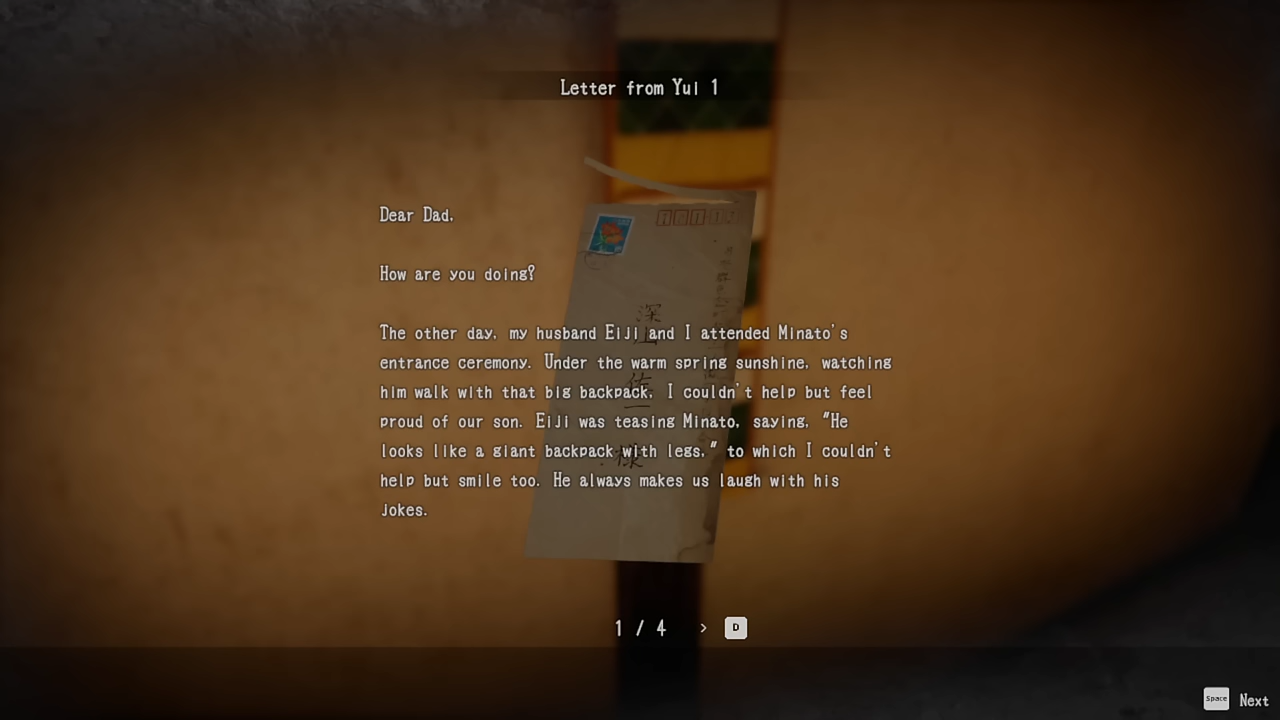 Letter from Yui 1
Dear Dad,
How are you doing?
The other day, my husband Eiji and I attended Minato's
entrance ceremony. Under the warm spring sunshine, watching
him walk with that big backpack, I couldn't help but feel
proud of our son. Eiji was teasing Minato, saying, "He
looks like a giant backpack with legs," to which I couldn't
help but smile too. He always makes us laugh with his
jokes.
深
様
1 / 4 > D
Space Next